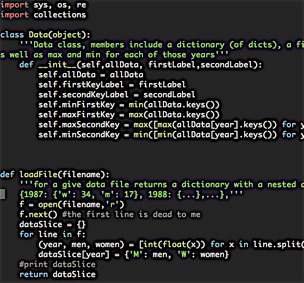 import sys, os, re
import collections
class Data(object):
'''Data class, members include a dictionary (of dicts), a fi
s well as max and min for each of those years'''
def __init__(self,allData, firstLabel,secondLabel):
self.allData = allData
self.firstKeyLabel = firstLabel
self.secondKeyLabel = secondLabel
self.minFirstKey = min(allData.keys())
self.maxFirstKey = max(allData.keys())
self.maxSecondKey = max([max(allData[year].keys()) for y
self.minSecondKey = min([min(allData[year].keys()) for y
def loadFile(filename):
'''for a give data file returns a dictionary with a nested d
{1987: {'w': 34, 'm': 17}, 1988: {...},...},'''
f = open(filename,'r')
f.next() #the first line is dead to me
dataSlice = {}
for line in f:
(year, men, women) = [int(float(x)) for x in line.split(
dataSlice[year] = {'M': men, 'W': women}
#print dataSlice
return dataSlice